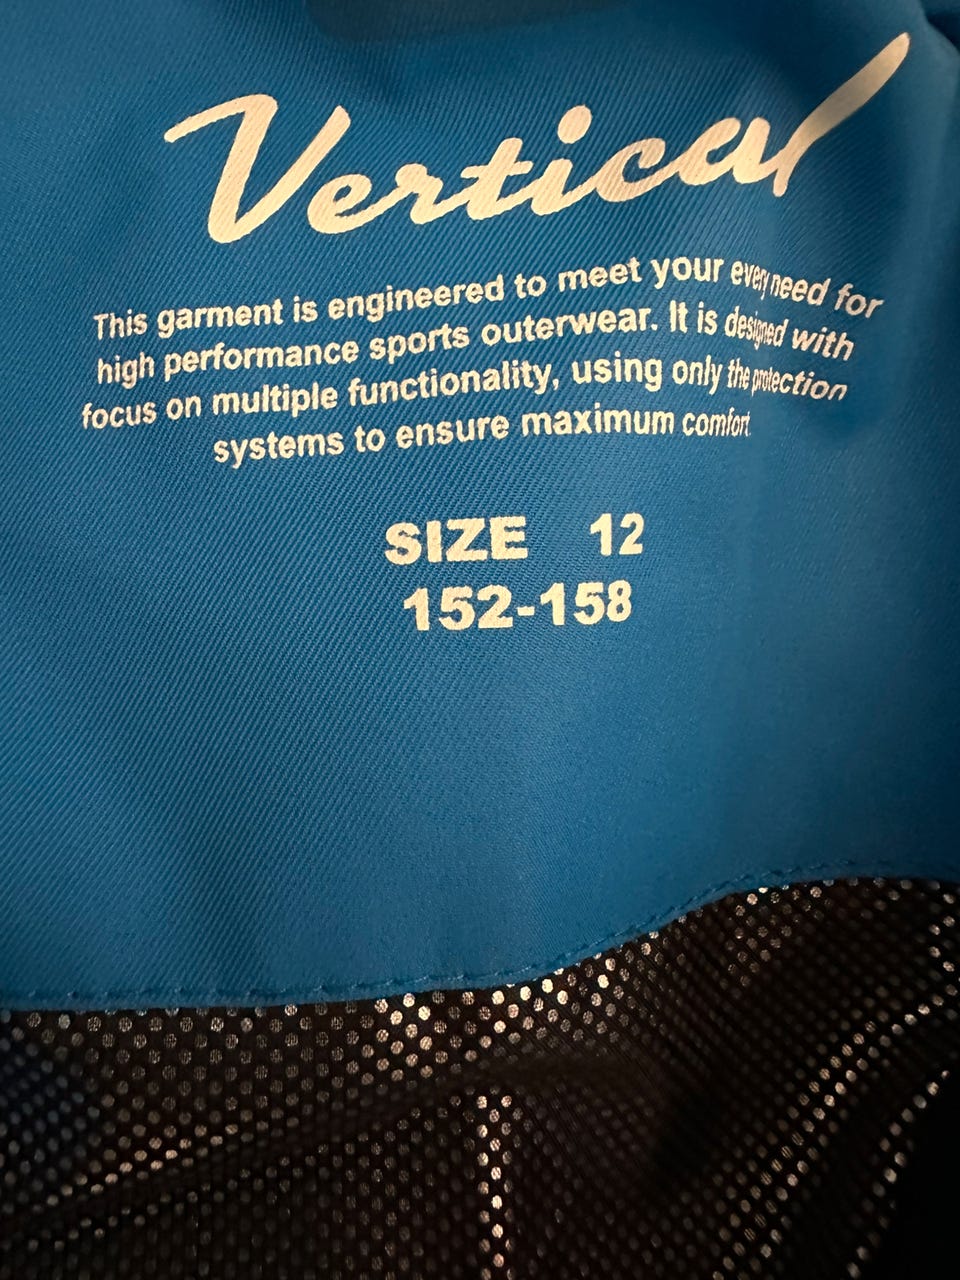 Vertical
This garment is engineered to meet your every need for
high performance sports outerwear. It is designed with
focus on multiple functionality, using only the protection
systems to ensure maximum comfort.
SIZE 12
152-158